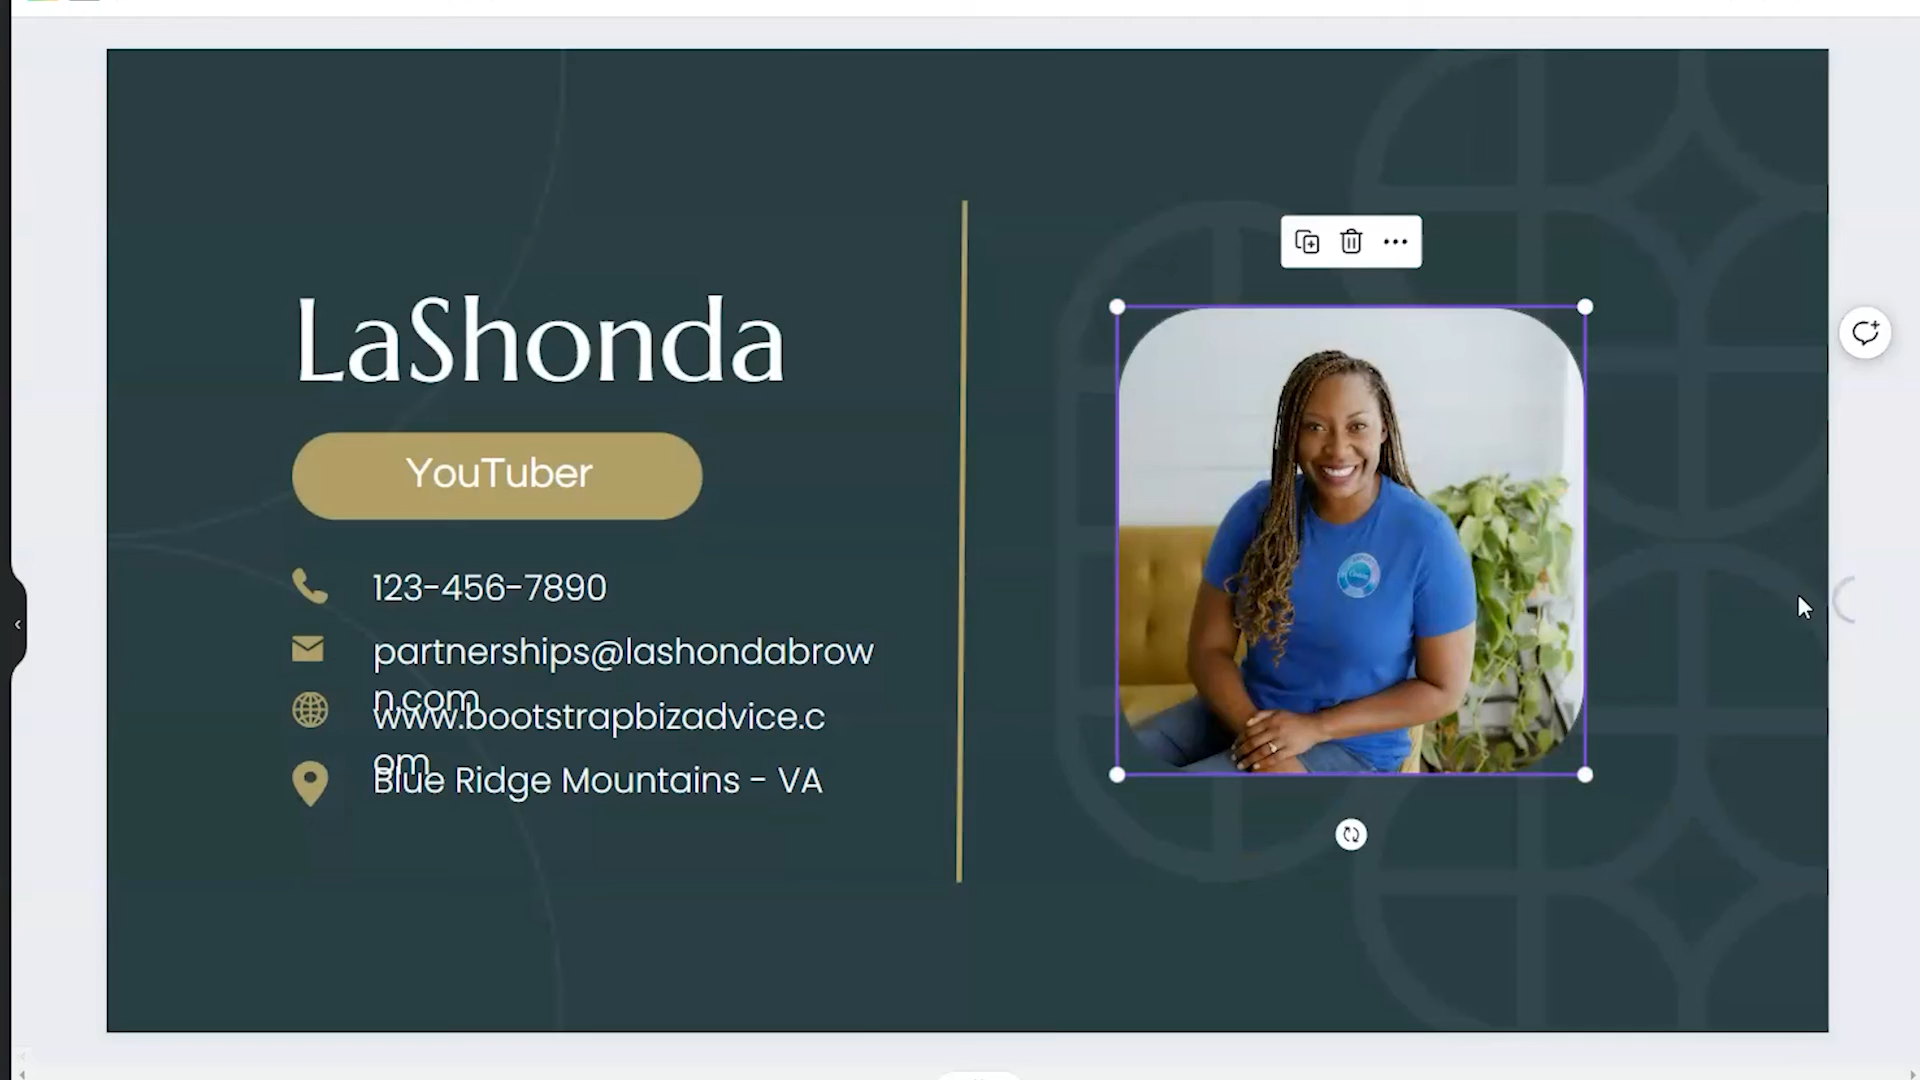 LaShonda
YouTuber
123-456-7890
partnerships@lashondabrow
n.com
www.bootstrapbizadvice.c
om
Blue Ridge Mountains - VA